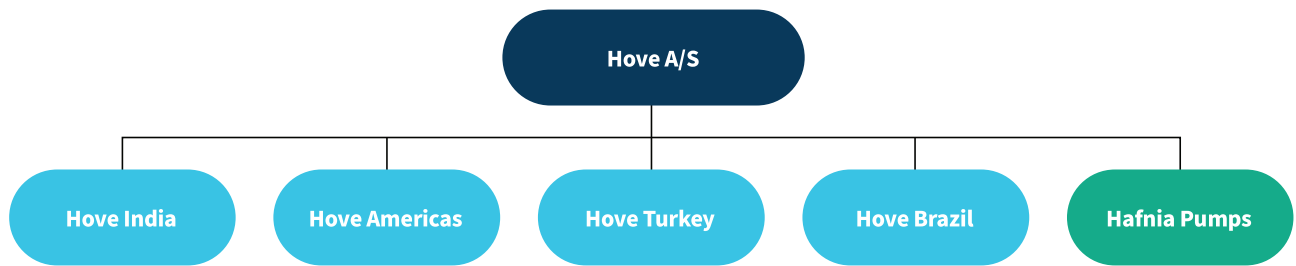 Hove A/S
Hove India
Hove Americas
Hove Turkey
Hove Brazil
Hafnia Pumps